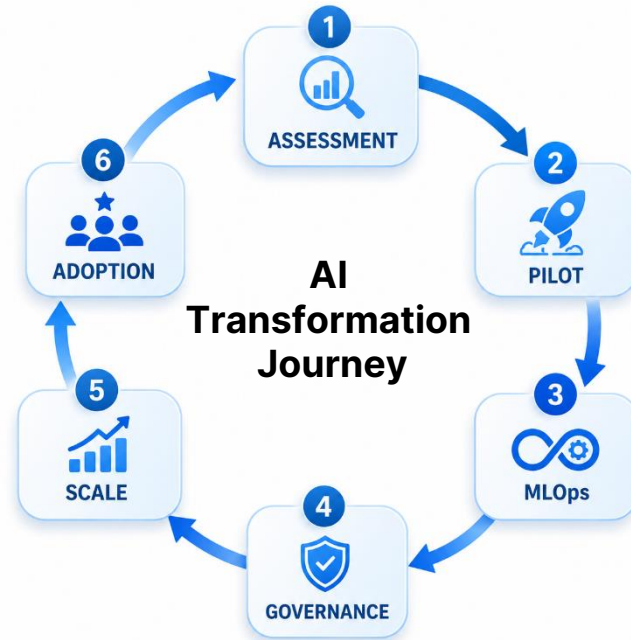 1
ASSESSMENT
2
PILOT
3
MLOps
4
GOVERNANCE
5
SCALE
6
ADOPTION
AI
Transformation
Journey